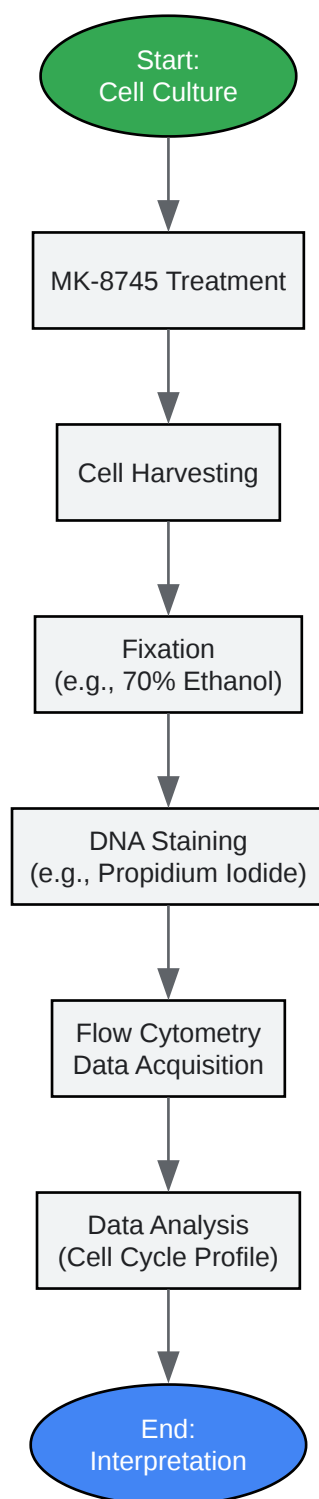 Start:
Cell Culture
MK-8745 Treatment
Cell Harvesting
Fixation
(e.g., 70% Ethanol)
DNA Staining
(e.g., Propidium Iodide)
Flow Cytometry
Data Acquisition
Data Analysis
(Cell Cycle Profile)
End:
Interpretation